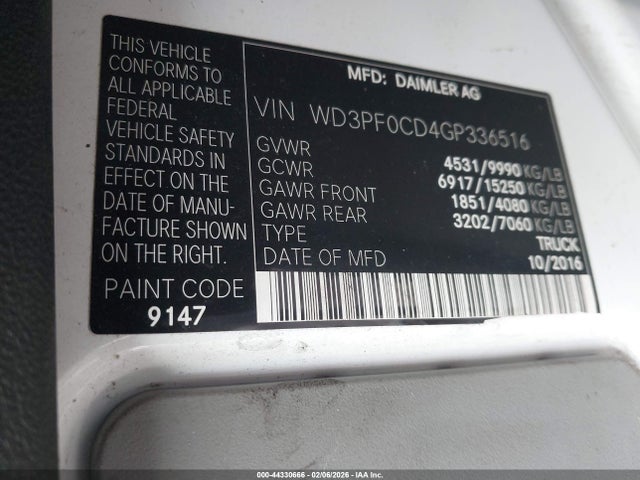 THIS VEHICLE
CONFORMS TO
ALL APPLICABLE
FEDERAL
VEHICLE SAFETY
STANDARDS IN
EFFECT ON THE
DATE OF MANU-
FACTURE SHOWN
ON THE RIGHT.
PAINT CODE
9147
MFD: DAIMLER AG
VIN WD3PF0CD4GP336516
GVWR 4531/9990 KG/LB
GCWR 6917/15250 KG/LB
GAWR FRONT 1851/4080 KG/LB
GAWR REAR 3202/7060 KG/LB
TYPE TRUCK
DATE OF MFD 10/2016
000-44330666 - 02/06/2026 - IAA Inc.